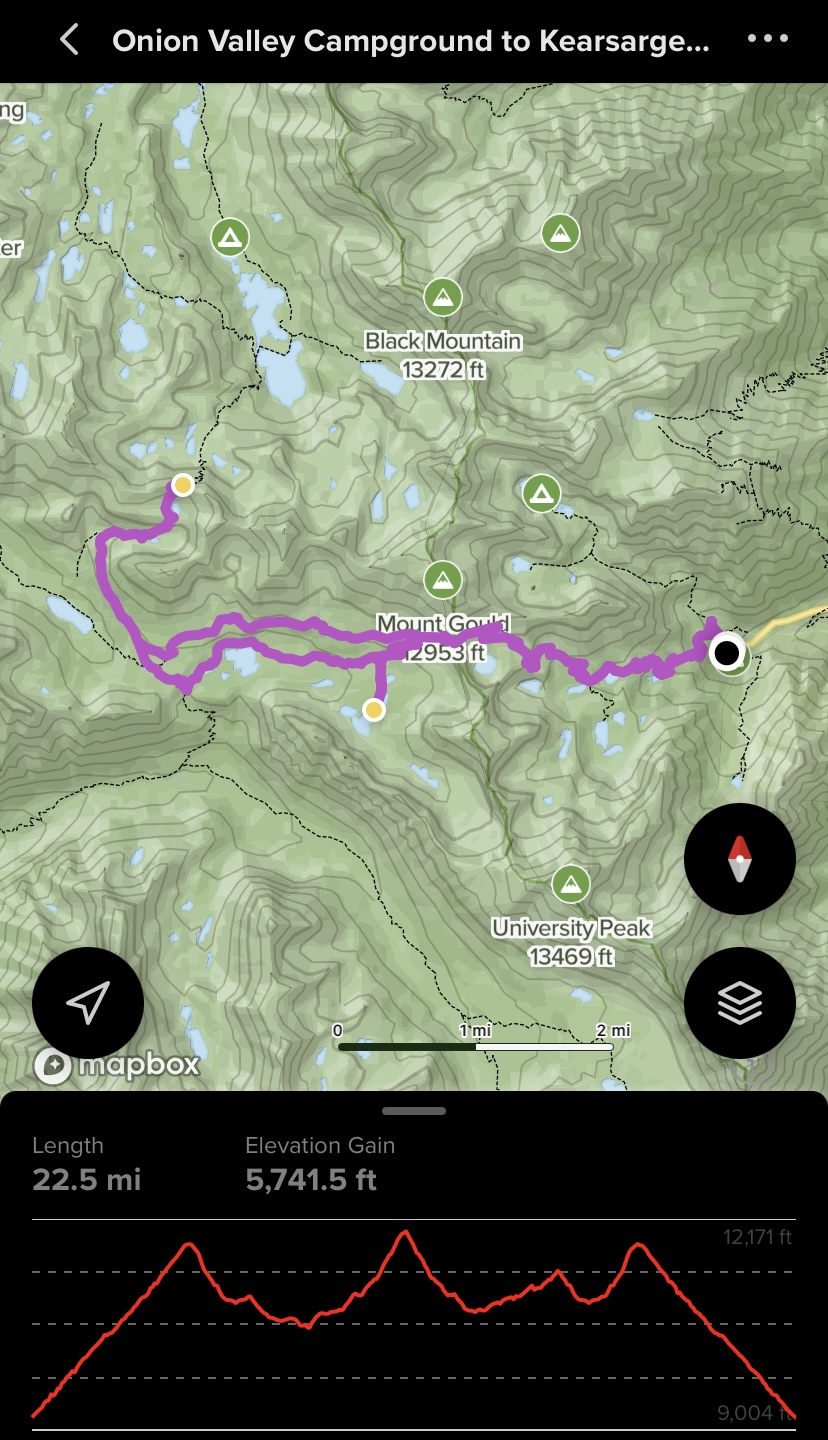 Onion Valley Campground to Kearsarge...
ng
er
Black Mountain
13272 ft
Mount Gould
12953 ft
University Peak
13469 ft
0 1 mi 2 mi
mapbox
Length Elevation Gain
22.5 mi 5,741.5 ft
12,171 ft
9,004 ft